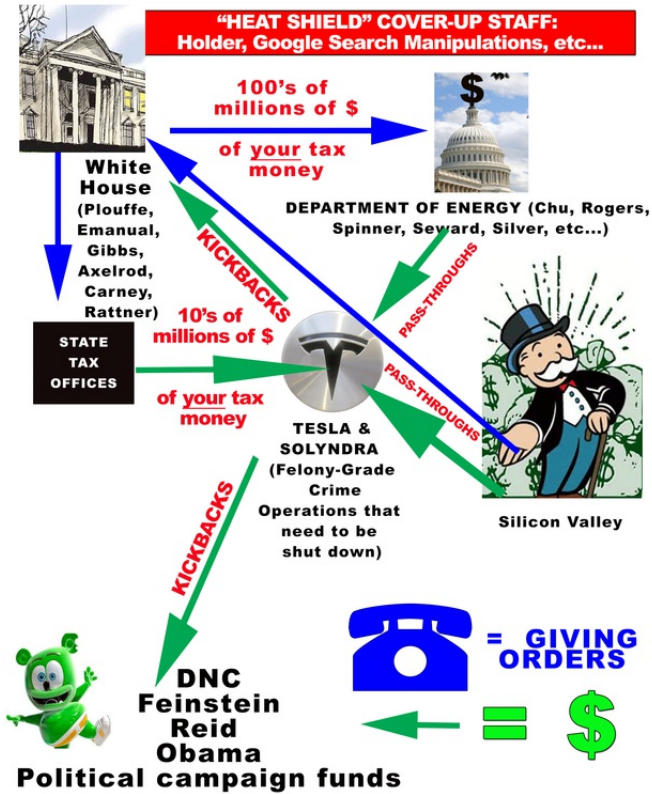 “HEAT SHIELD” COVER-UP STAFF:
Holder, Google Search Manipulations, etc...
$
100's of
millions of $
of your tax
money
White
House
(Plouffe,
Emanual,
Gibbs,
Axelrod,
Carney,
Rattner)
DEPARTMENT OF ENERGY (Chu, Rogers,
Spinner, Seward, Silver, etc...)
KICKBACKS
PASS-THROUGHS
STATE
TAX
OFFICES
10's of
millions of $
of your tax
money
PASS-THROUGHS
TESLA &
SOLYNDRA
(Felony-Grade
Crime
Operations that
need to be
shut down)
Silicon Valley
KICKBACKS
= GIVING
ORDERS
DNC
Feinstein
Reid
Obama
Political campaign funds
= $